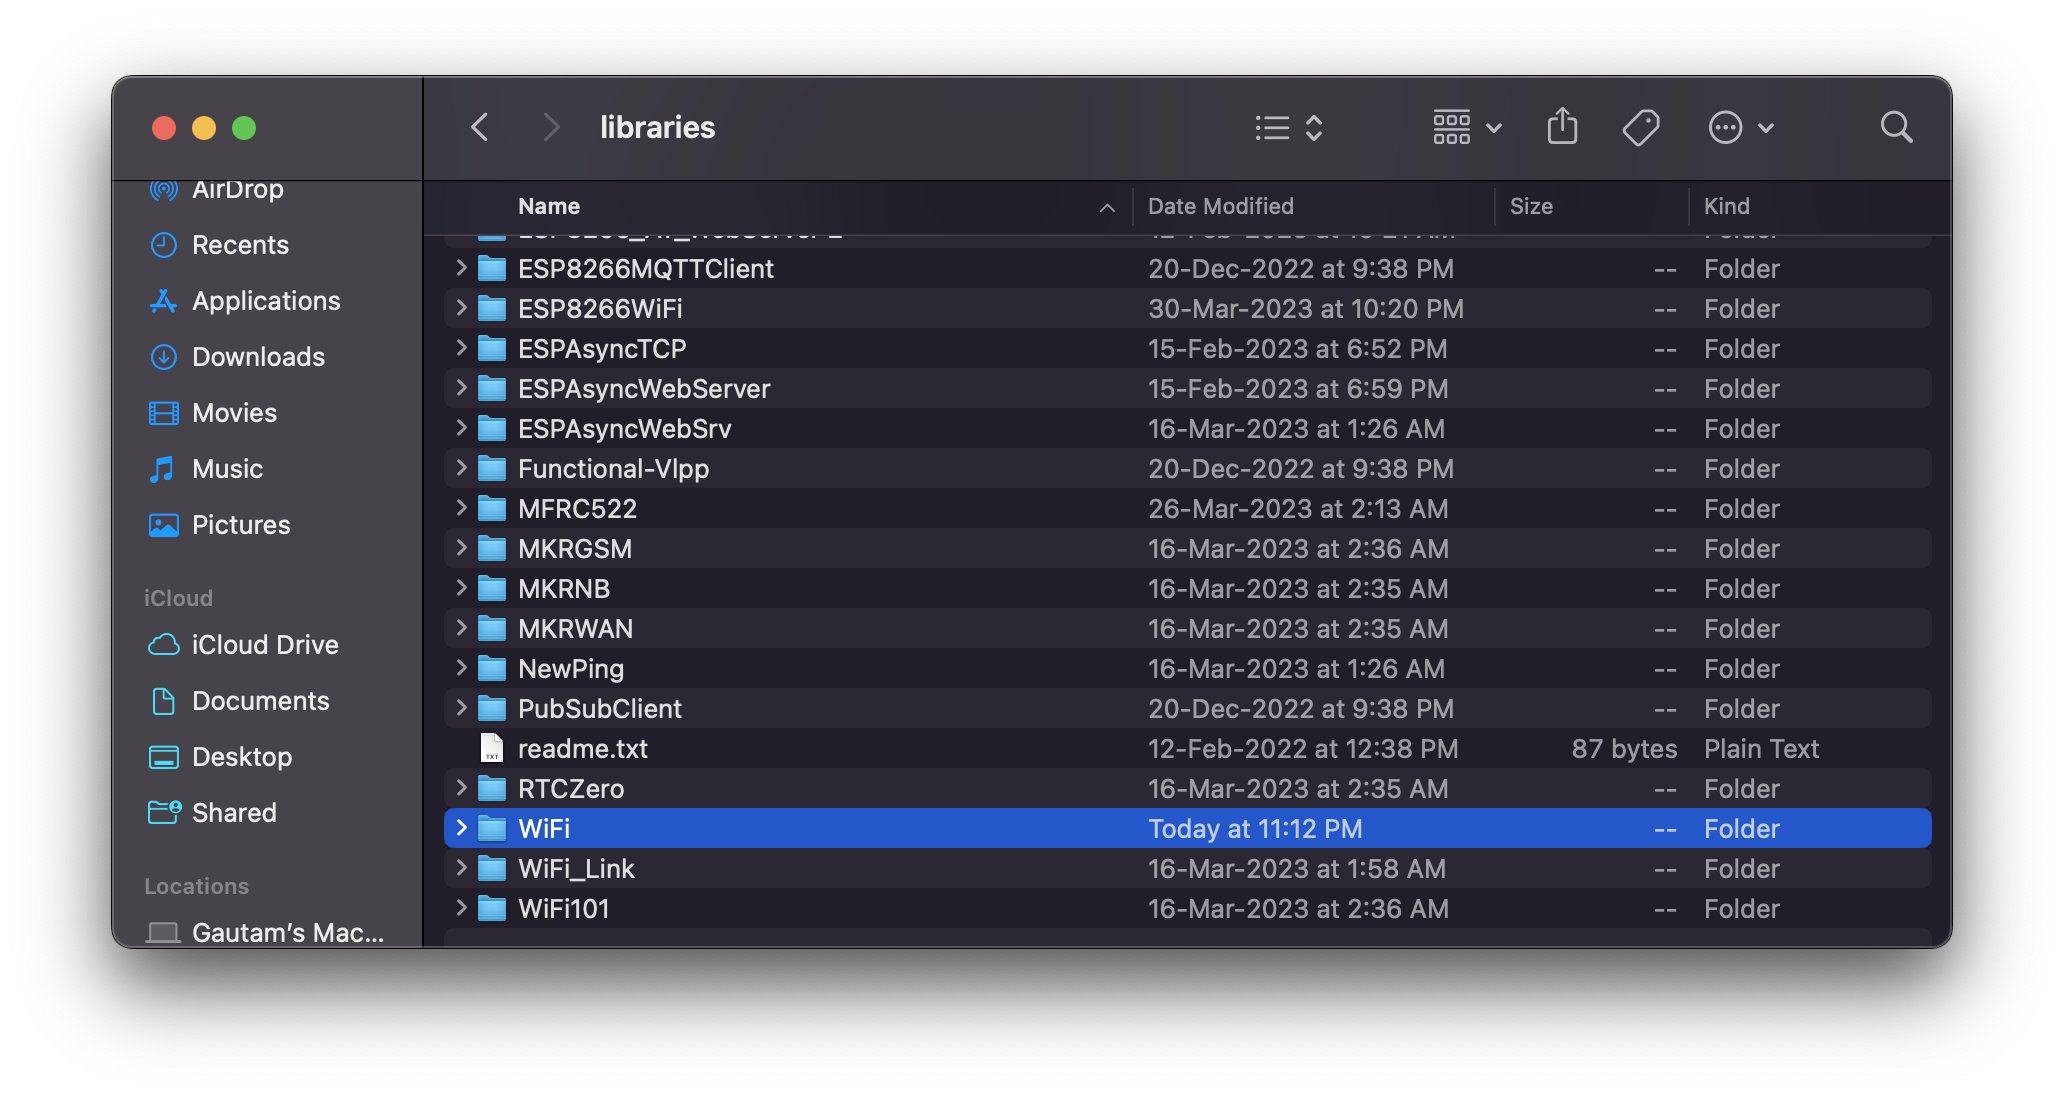 libraries
AirDrop
Recents
Applications
Downloads
Movies
Music
Pictures
iCloud
iCloud Drive
Documents
Desktop
Shared
Locations
Gautam’s Mac...
Name Date Modified Size Kind
ESP8266MQTTClient 20-Dec-2022 at 9:38 PM -- Folder
ESP8266WiFi 30-Mar-2023 at 10:20 PM -- Folder
ESPAsyncTCP 15-Feb-2023 at 6:52 PM -- Folder
ESPAsyncWebServer 15-Feb-2023 at 6:59 PM -- Folder
ESPAsyncWebSrv 16-Mar-2023 at 1:26 AM -- Folder
Functional-Vlpp 20-Dec-2022 at 9:38 PM -- Folder
MFRC522 26-Mar-2023 at 2:13 AM -- Folder
MKRGSM 16-Mar-2023 at 2:36 AM -- Folder
MKRNB 16-Mar-2023 at 2:35 AM -- Folder
MKRWAN 16-Mar-2023 at 2:35 AM -- Folder
NewPing 16-Mar-2023 at 1:26 AM -- Folder
PubSubClient 20-Dec-2022 at 9:38 PM -- Folder
readme.txt 12-Feb-2022 at 12:38 PM 87 bytes Plain Text
RTCZero 16-Mar-2023 at 2:35 AM -- Folder
WiFi Today at 11:12 PM -- Folder
WiFi_Link 16-Mar-2023 at 1:58 AM -- Folder
WiFi101 16-Mar-2023 at 2:36 AM -- Folder